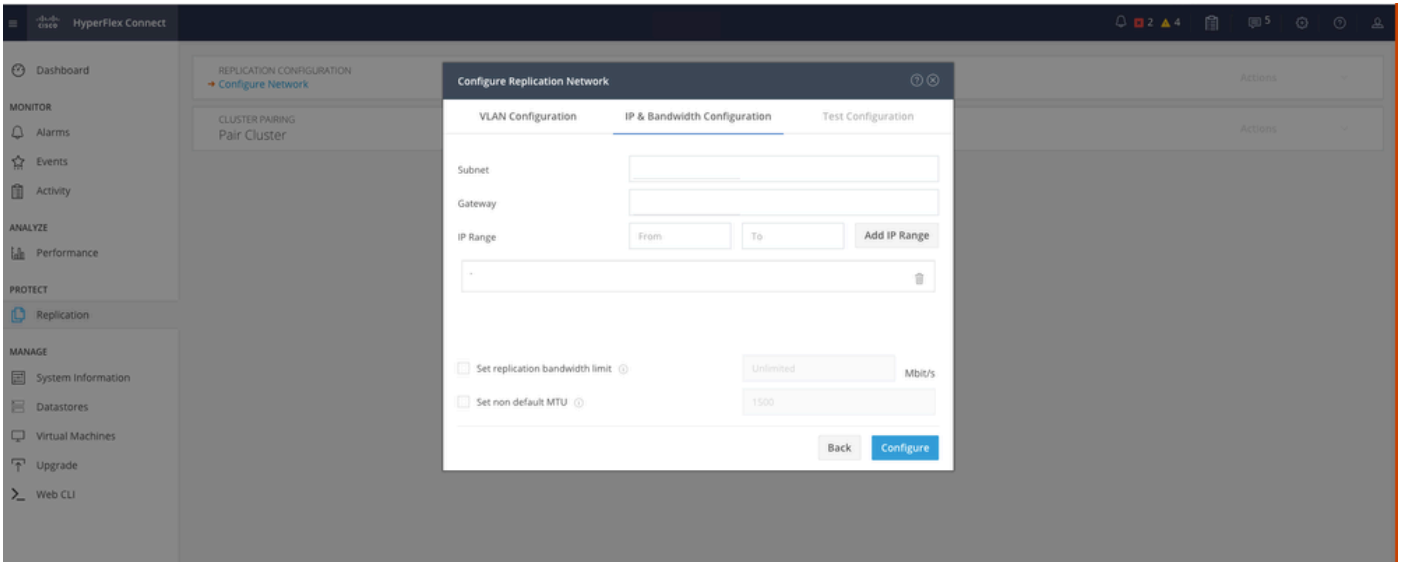 CISCO HyperFlex Connect 2 4 5
Dashboard
MONITOR
Alarms
Events
Activity
ANALYZE
Performance
PROTECT
Replication
MANAGE
System Information
Datastores
Virtual Machines
Upgrade
Web CLI
REPLICATION CONFIGURATION
Configure Network
Actions
CLUSTER PAIRING
Pair Cluster
Actions
Configure Replication Network
VLAN Configuration IP & Bandwidth Configuration Test Configuration
Subnet
Gateway
IP Range From To Add IP Range
-
Set replication bandwidth limit Unlimited Mbit/s
Set non default MTU 1500
Back Configure